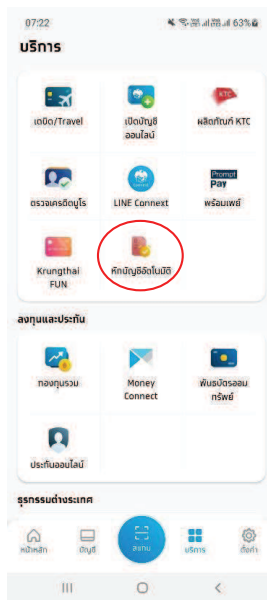 07:22
63%
บริการ
เดบิต/Travel
เปิดบัญชี
ออนไลน์
KTC
ผลิตภัณฑ์ KTC
ตรวจเครดิตบูโร
LINE Connext
Prompt
Pay
พร้อมเพย์
Krungthai
FUN
หักบัญชีอัตโนมัติ
ลงทุนและประกัน
กองทุนรวม
Money
Connect
พันธบัตรออม
ทรัพย์
ประกันออนไลน์
ธุรกรรมต่างประเทศ
หน้าหลัก
บัญชี
สแกน
บริการ
ตั้งค่า